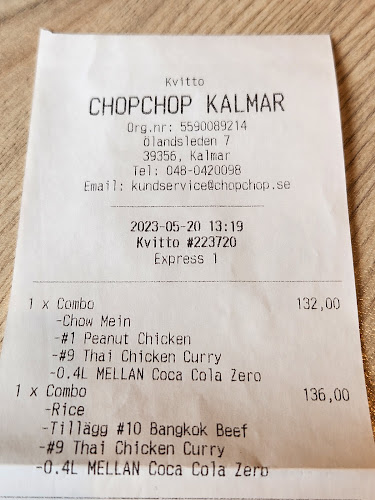 Kvitto
CHOPCHOP KALMAR
Org.nr: 5590089214
Ölandsleden 7
39356, Kalmar
Tel: 048-0420098
Email: kundservice@chopchop.se
2023-05-20 13:19
Kvitto #223720
Express 1
1 x Combo 132,00
-Chow Mein
-#1 Peanut Chicken
-#9 Thai Chicken Curry
-0.4L MELLAN Coca Cola Zero
1 x Combo 136,00
-Rice
-Tillägg #10 Bangkok Beef
-#9 Thai Chicken Curry
-0.4L MELLAN Coca Cola Zero